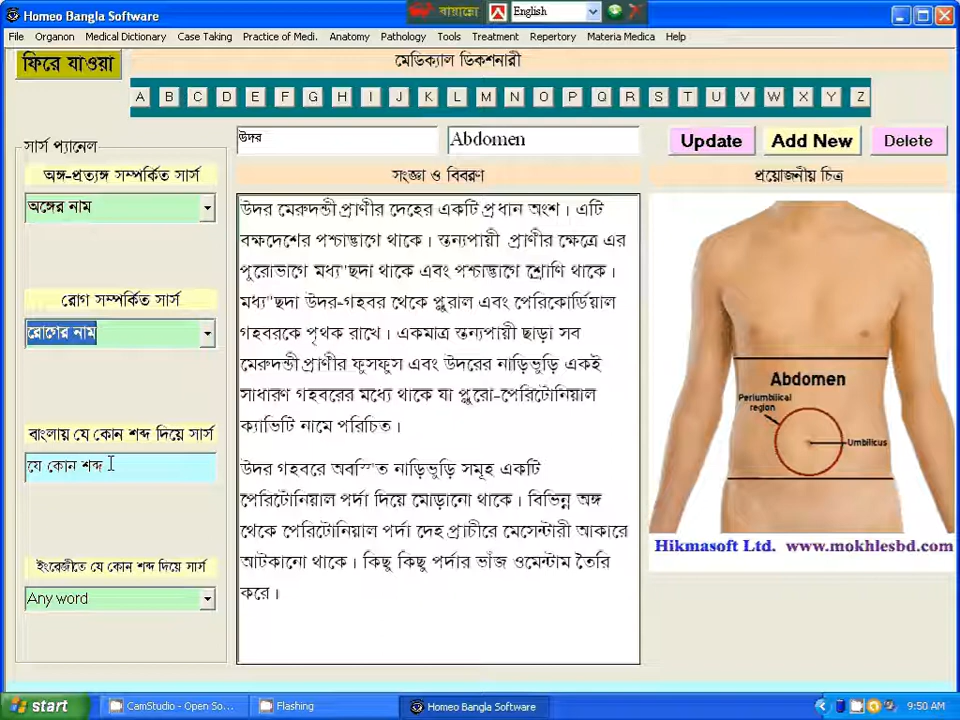 Homeo Bangla Software
বায়ান্নো
English
File Organon Medical Dictionary Case Taking Practice of Medi. Anatomy Pathology Tools Treatment Repertory Materia Medica Help
ফিরে যাওয়া
মেডিক্যাল ডিকশনারী
A B C D E F G H I J K L M N O P Q R S T U V W X Y Z
উদর
Abdomen
Update
Add New
Delete
সার্স প্যানেল
অঙ্গ-প্রত্যঙ্গ সম্পর্কিত সার্স
অঙ্গের নাম
রোগ সম্পর্কিত সার্স
রোগের নাম
বাংলায় যে কোন শব্দ দিয়ে সার্স
যে কোন শব্দ
ইংরেজীতে যে কোন শব্দ দিয়ে সার্স
Any word
সংজ্ঞা ও বিবরণ
উদর মেরুদন্ডী প্রাণীর দেহের একটি প্রধান অংশ। এটি
বক্ষদেশের পশ্চাদ্ভাগে থাকে। স্তন্যপায়ী প্রাণীর ক্ষেত্রে এর
পুরোভাগে মধ্য"ছদা থাকে এবং পশ্চাদ্ভাগে শ্রোণি থাকে।
মধ্য"ছদা উদর-গহবর থেকে প্লুরাল এবং পেরিকোর্ডিয়াল
গহবরকে পৃথক রাখে। একমাত্র স্তন্যপায়ী ছাড়া সব
মেরুদন্ডী প্রাণীর ফুসফুস এবং উদরের নাড়িভুড়ি একই
সাধারণ গহবরের মধ্যে থাকে যা প্লুরো-পেরিটোনিয়াল
ক্যাভিটি নামে পরিচিত।
উদর গহবরে অবস্তি'ত নাড়িভুড়ি সমূহ একটি
পেরিটোনিয়াল পর্দা দিয়ে মোড়ানো থাকে। বিভিন্ন অঙ্গ
থেকে পেরিটোনিয়াল পর্দা দেহ প্রাচীরে মেসেন্টারী আকারে
আটকানো থাকে। কিছু কিছু পর্দার ভাঁজ ওমেন্টাম তৈরি
করে।
প্রয়োজনীয় চিত্র
Abdomen
Periumbilical
region
Umbilicus
Hikmasoft Ltd. www.mokhlesbd.com
start
CamStudio - Open So...
Flashing
Homeo Bangla Software
9:50 AM